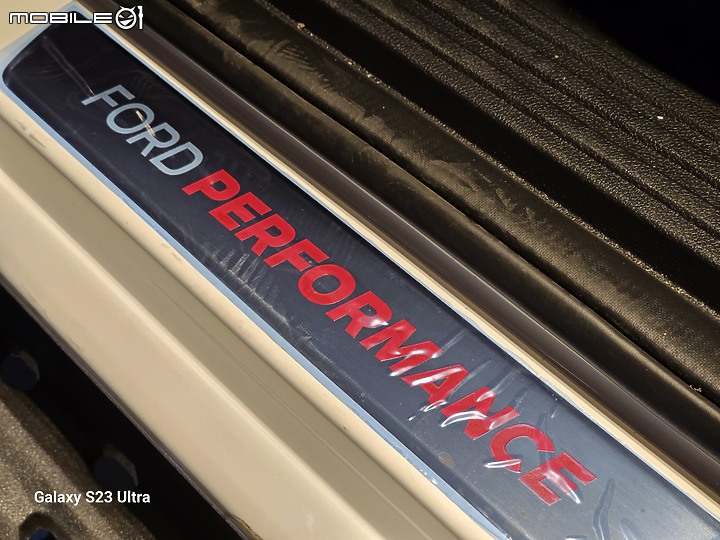 MOBILE01
FORD PERFORMANCE
Galaxy S23 Ultra